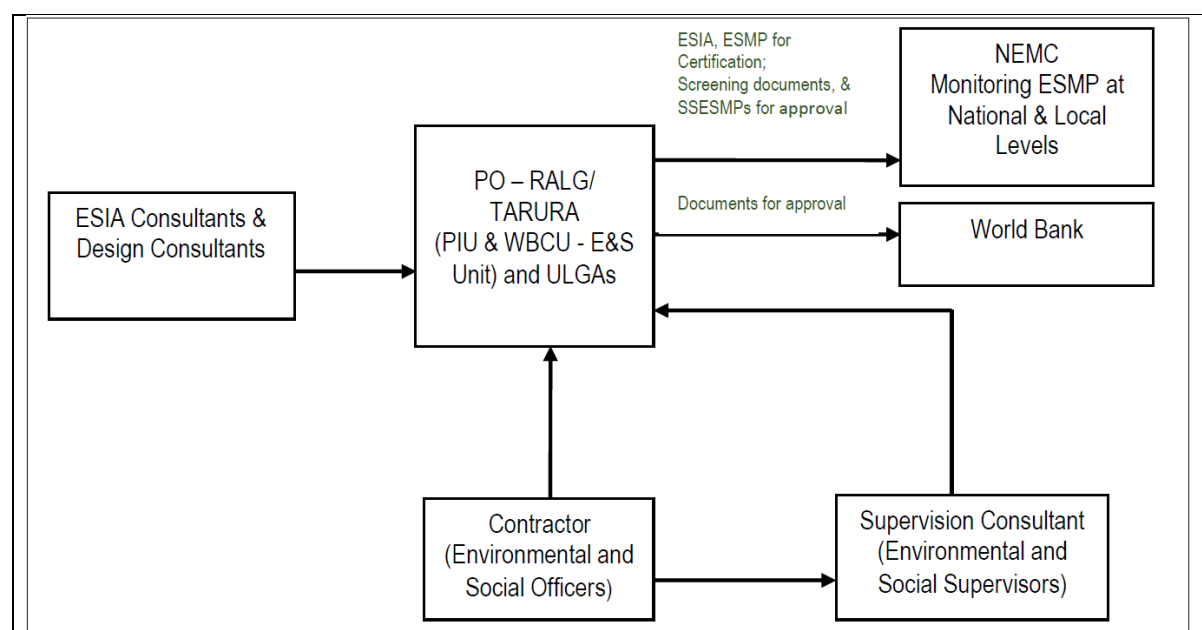 ESIA, ESMP for
Certification;
Screening documents, &
SSESMPs for approval
NEMC
Monitoring ESMP at
National & Local
Levels
PO – RALG/
TARURA
(PIU & WBCU - E&S
Unit) and ULGAs
ESIA Consultants &
Design Consultants
Documents for approval
World Bank
Contractor
(Environmental and
Social Officers)
Supervision Consultant
(Environmental and
Social Supervisors)